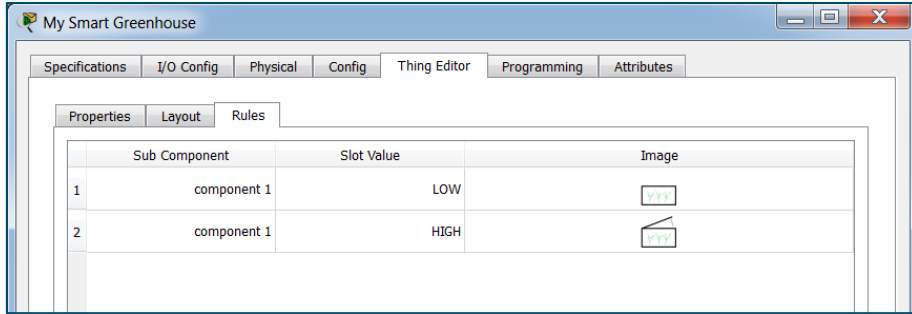 My Smart Greenhouse
Specifications I/O Config Physical Config Thing Editor Programming Attributes
Properties Layout Rules
Sub Component Slot Value Image
1 component 1 LOW
2 component 1 HIGH